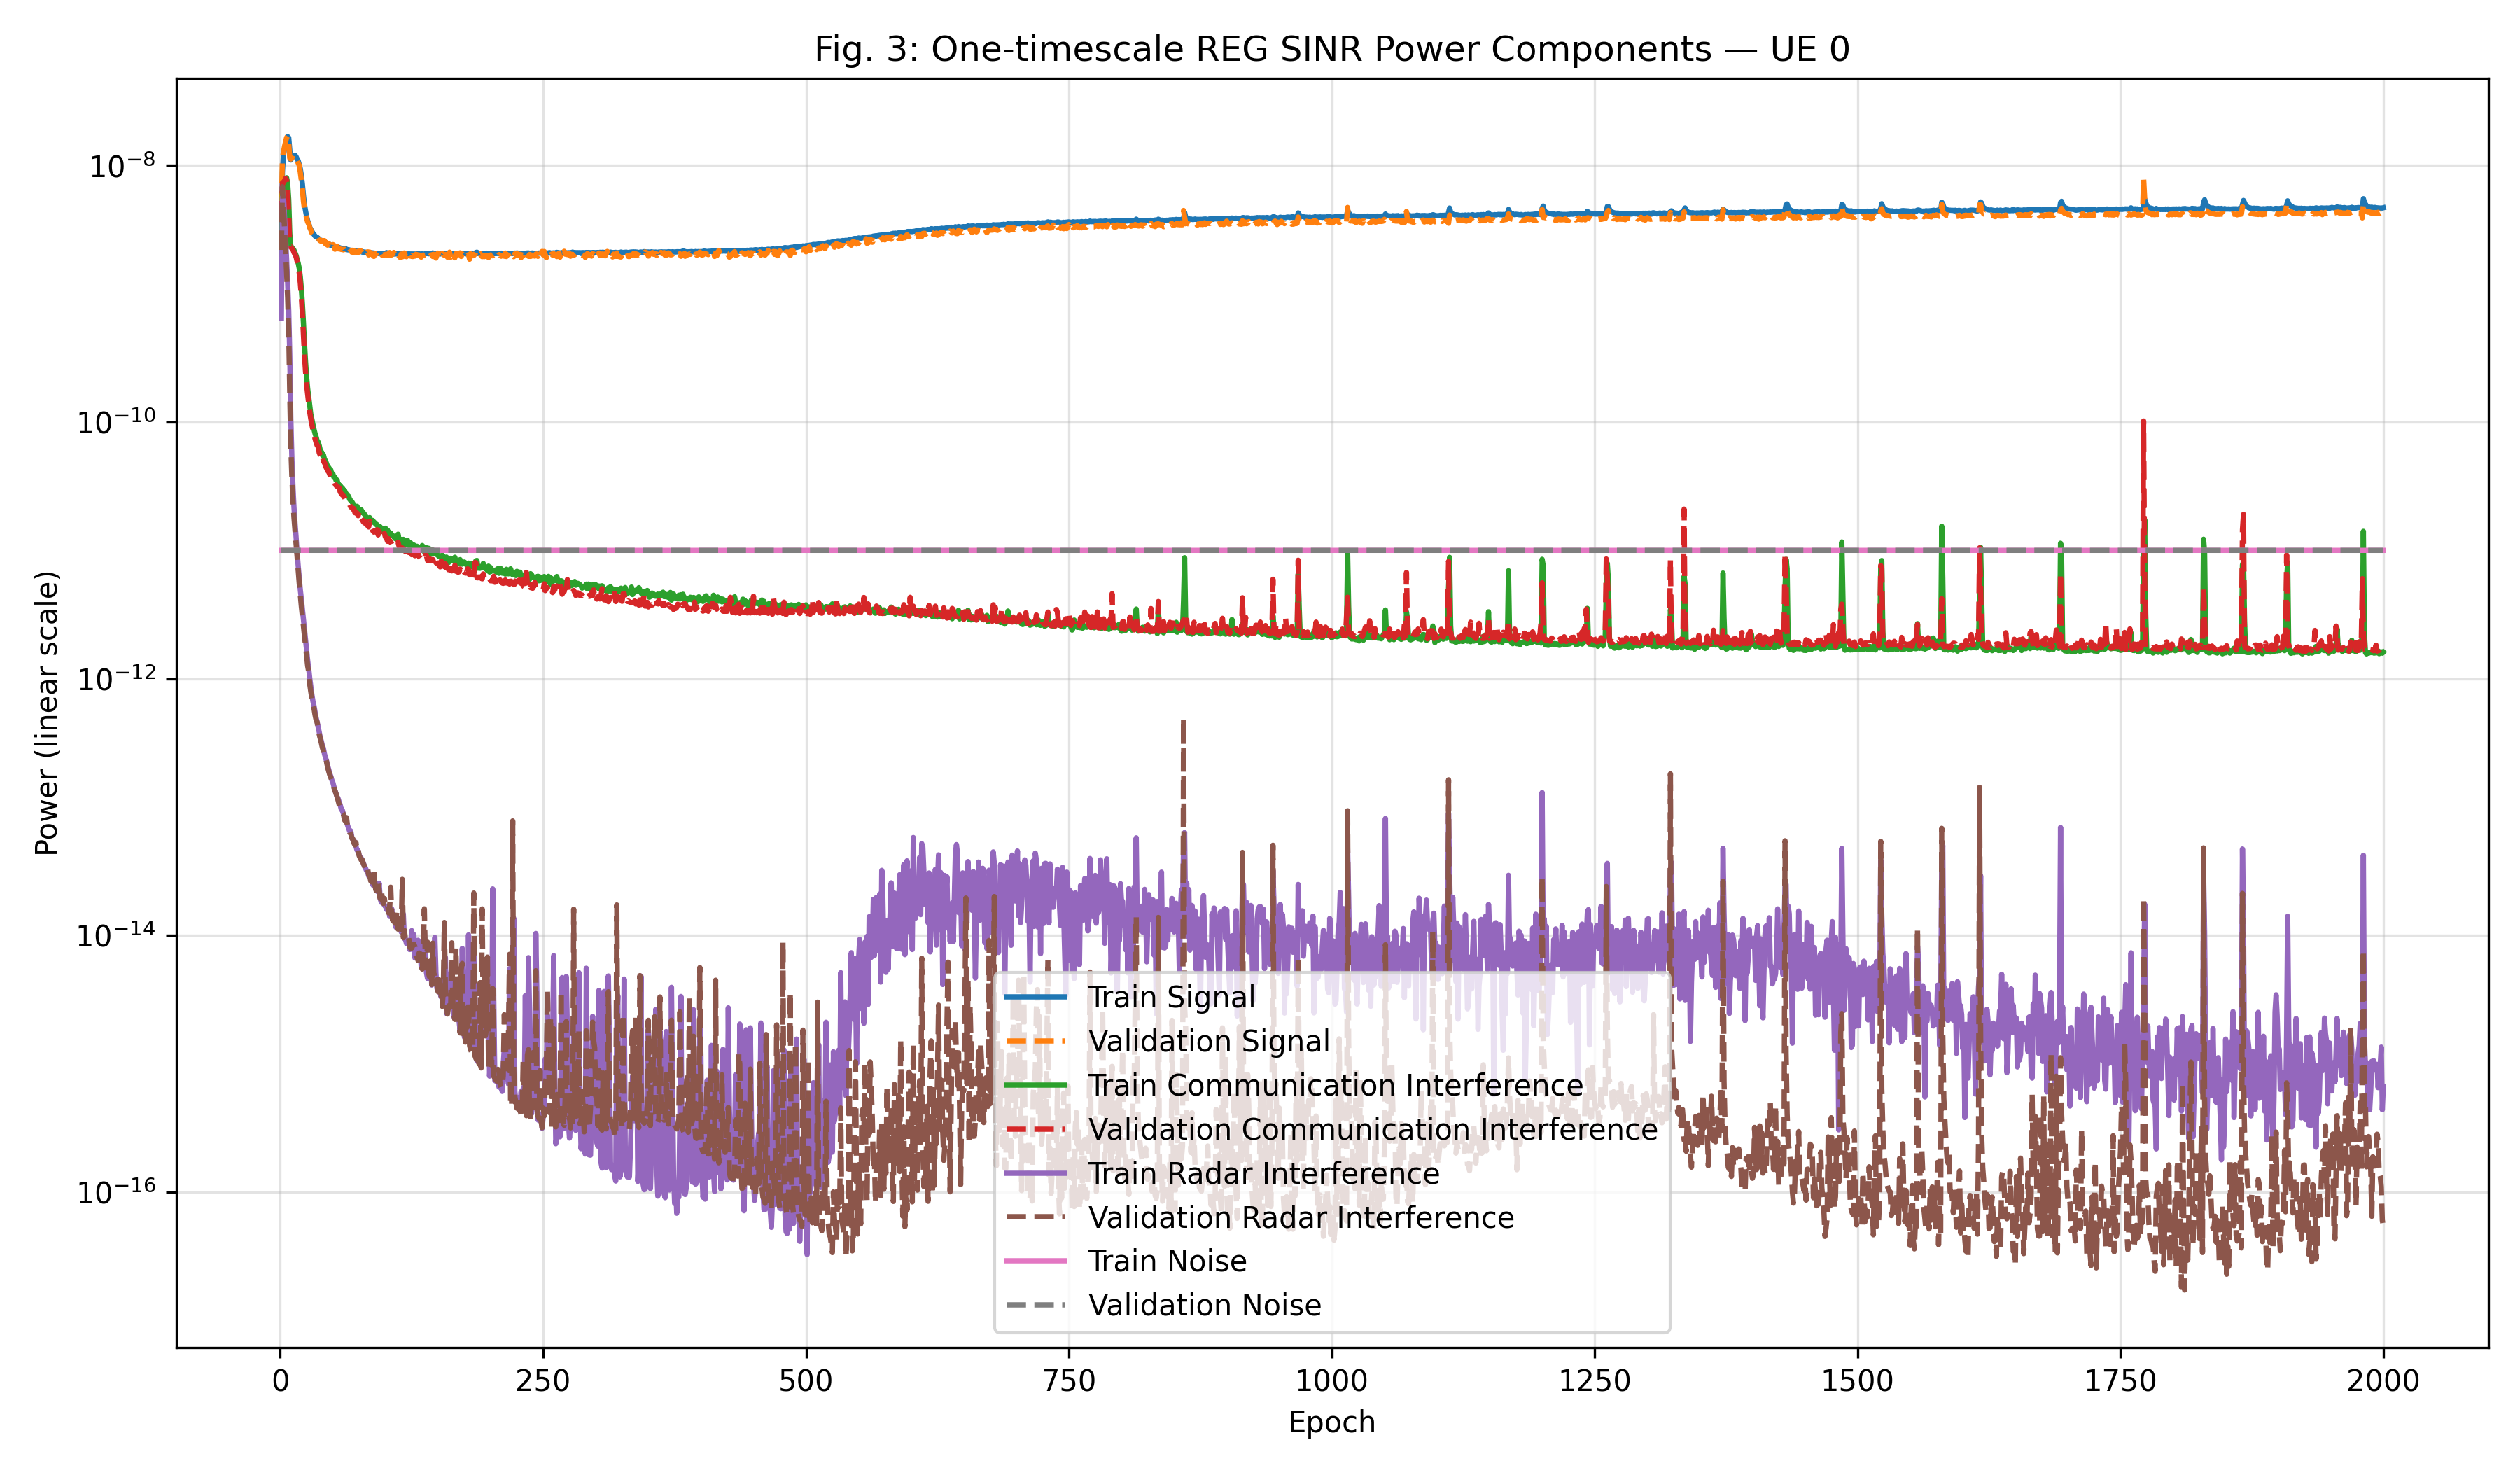 Fig. 3: One-timescale REG SINR Power Components — UE 0
Power (linear scale)
10⁻⁸
10⁻¹⁰
10⁻¹²
10⁻¹⁴
10⁻¹⁶
Train Signal
Validation Signal
Train Communication Interference
Validation Communication Interference
Train Radar Interference
Validation Radar Interference
Train Noise
Validation Noise
0 250 500 750 1000 1250 1500 1750 2000
Epoch